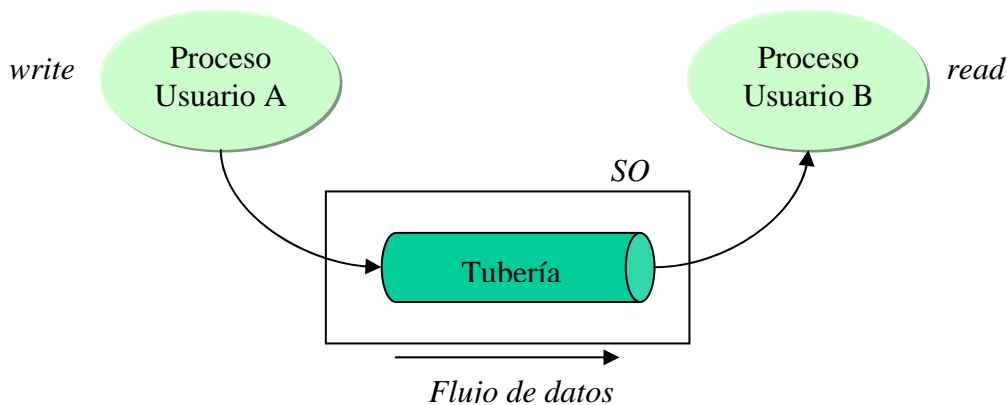 write
Proceso
Usuario A
Proceso
Usuario B
read
SO
Tubería
Flujo de datos